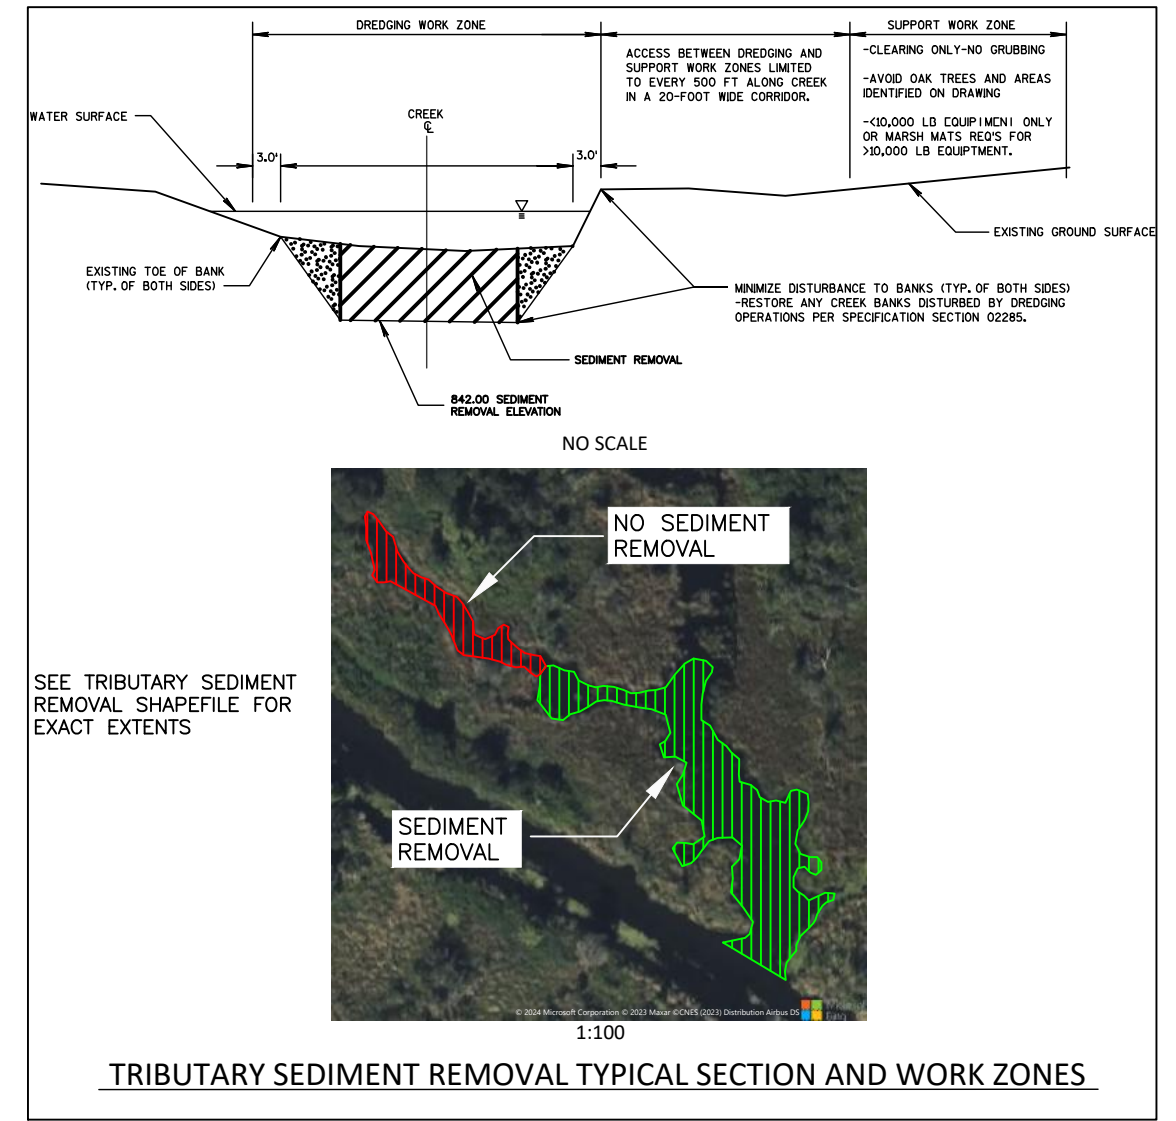 DREDGING WORK ZONE
SUPPORT WORK ZONE
ACCESS BETWEEN DREDGING AND
SUPPORT WORK ZONES LIMITED
TO EVERY 500 FT ALONG CREEK
IN A 20-FOOT WIDE CORRIDOR.
-CLEARING ONLY-NO GRUBBING
-AVOID OAK TREES AND AREAS
IDENTIFIED ON DRAWING
-<10,000 LB EQUIPIMENI ONLY
OR MARSH MATS REQ'S FOR
>10,000 LB EQUIPTMENT.
WATER SURFACE
CREEK
℄
3.0'
3.0'
EXISTING GROUND SURFACE
EXISTING TOE OF BANK
(TYP. OF BOTH SIDES)
MINIMIZE DISTURBANCE TO BANKS (TYP. OF BOTH SIDES)
-RESTORE ANY CREEK BANKS DISTURBED BY DREDGING
OPERATIONS PER SPECIFICATION SECTION 02285.
SEDIMENT REMOVAL
842.00 SEDIMENT
REMOVAL ELEVATION
NO SCALE
NO SEDIMENT
REMOVAL
SEE TRIBUTARY SEDIMENT
REMOVAL SHAPEFILE FOR
EXACT EXTENTS
SEDIMENT
REMOVAL
© 2024 Microsoft Corporation © 2023 Maxar ©CNES (2023) Distribution Airbus DS
1:100
TRIBUTARY SEDIMENT REMOVAL TYPICAL SECTION AND WORK ZONES